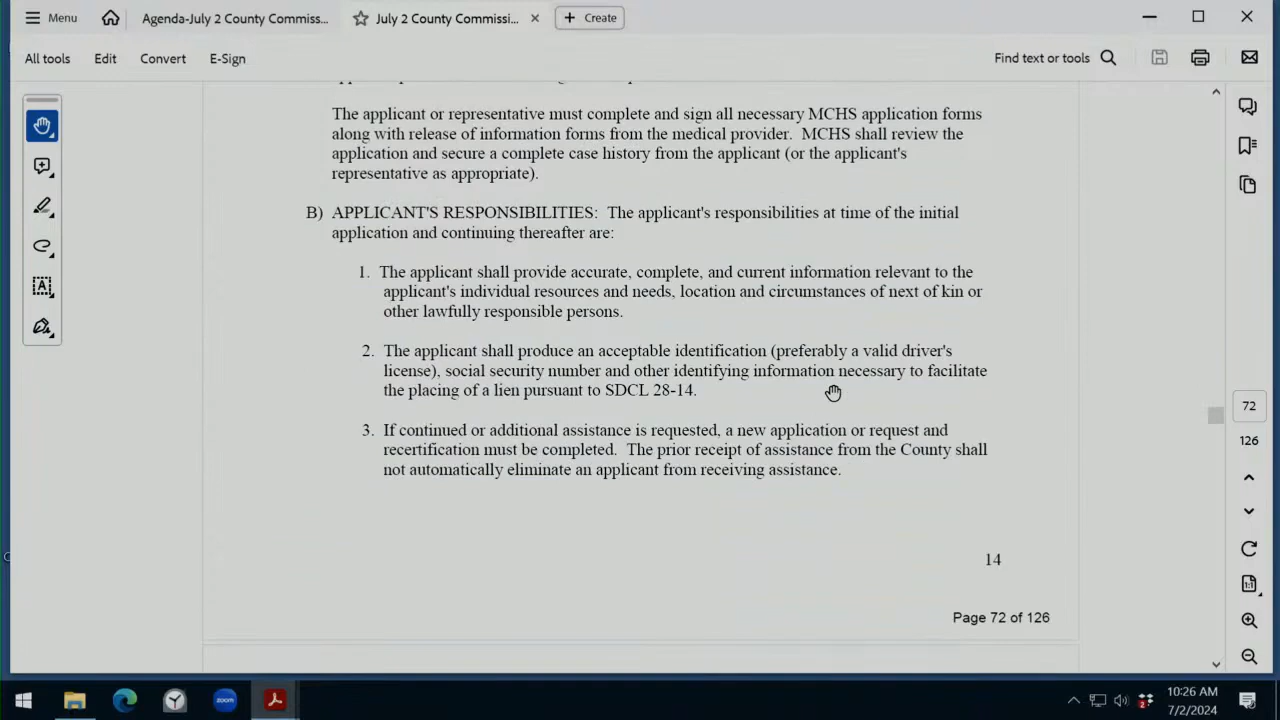 Menu
Agenda-July 2 County Commiss...
July 2 County Commissi...
Create
All tools
Edit
Convert
E-Sign
Find text or tools
The applicant or representative must complete and sign all necessary MCHS application forms
along with release of information forms from the medical provider. MCHS shall review the
application and secure a complete case history from the applicant (or the applicant's
representative as appropriate).
B) APPLICANT'S RESPONSIBILITIES: The applicant's responsibilities at time of the initial
application and continuing thereafter are:
1. The applicant shall provide accurate, complete, and current information relevant to the
applicant's individual resources and needs, location and circumstances of next of kin or
other lawfully responsible persons.
2. The applicant shall produce an acceptable identification (preferably a valid driver's
license), social security number and other identifying information necessary to facilitate
the placing of a lien pursuant to SDCL 28-14.
3. If continued or additional assistance is requested, a new application or request and
recertification must be completed. The prior receipt of assistance from the County shall
not automatically eliminate an applicant from receiving assistance.
14
Page 72 of 126
72
126
1:1
zoom
2
10:26 AM
7/2/2024